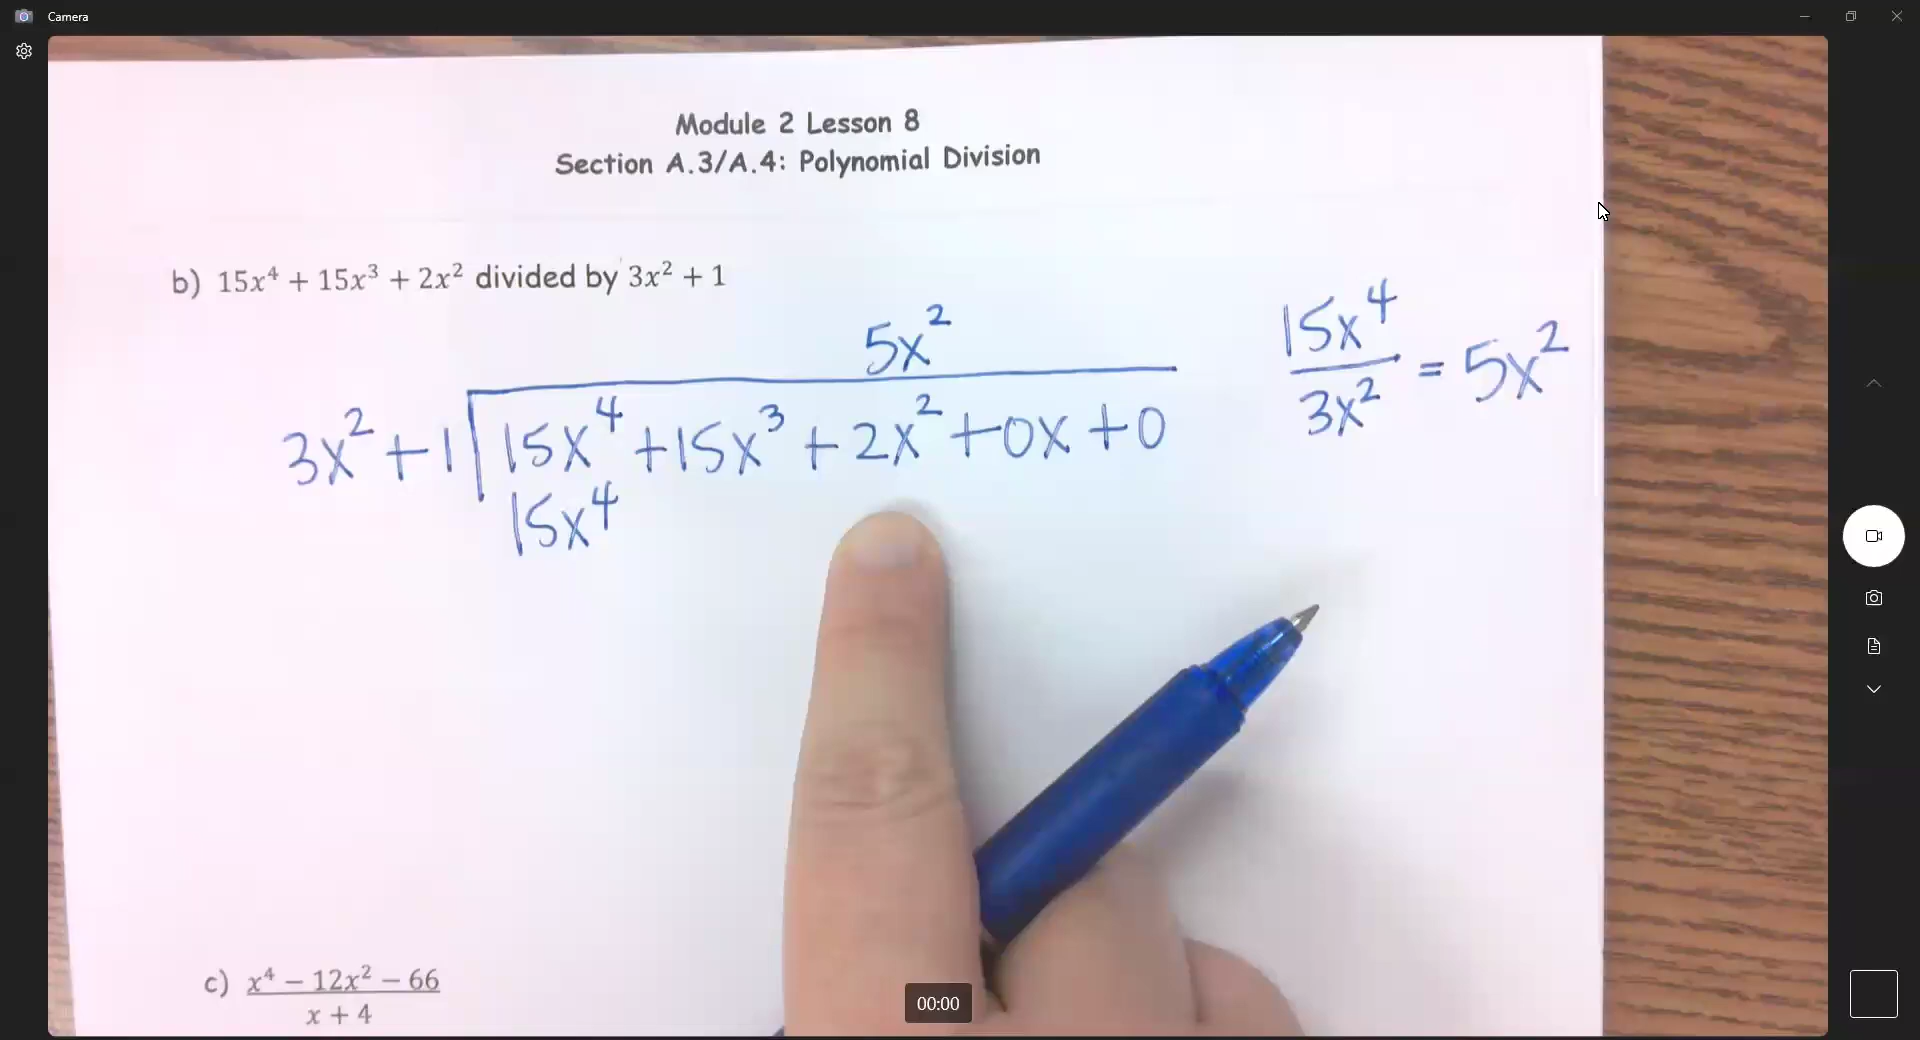 Camera
Module 2 Lesson 8
Section A.3/A.4: Polynomial Division
b) 15x⁴ + 15x³ + 2x² divided by 3x² + 1
5x²
3x² + 1 15x⁴ + 15x³ + 2x² + 0x + 0
15x⁴
15x⁴
3x²
= 5x²
c) x⁴ − 12x² − 66
x + 4
00:00